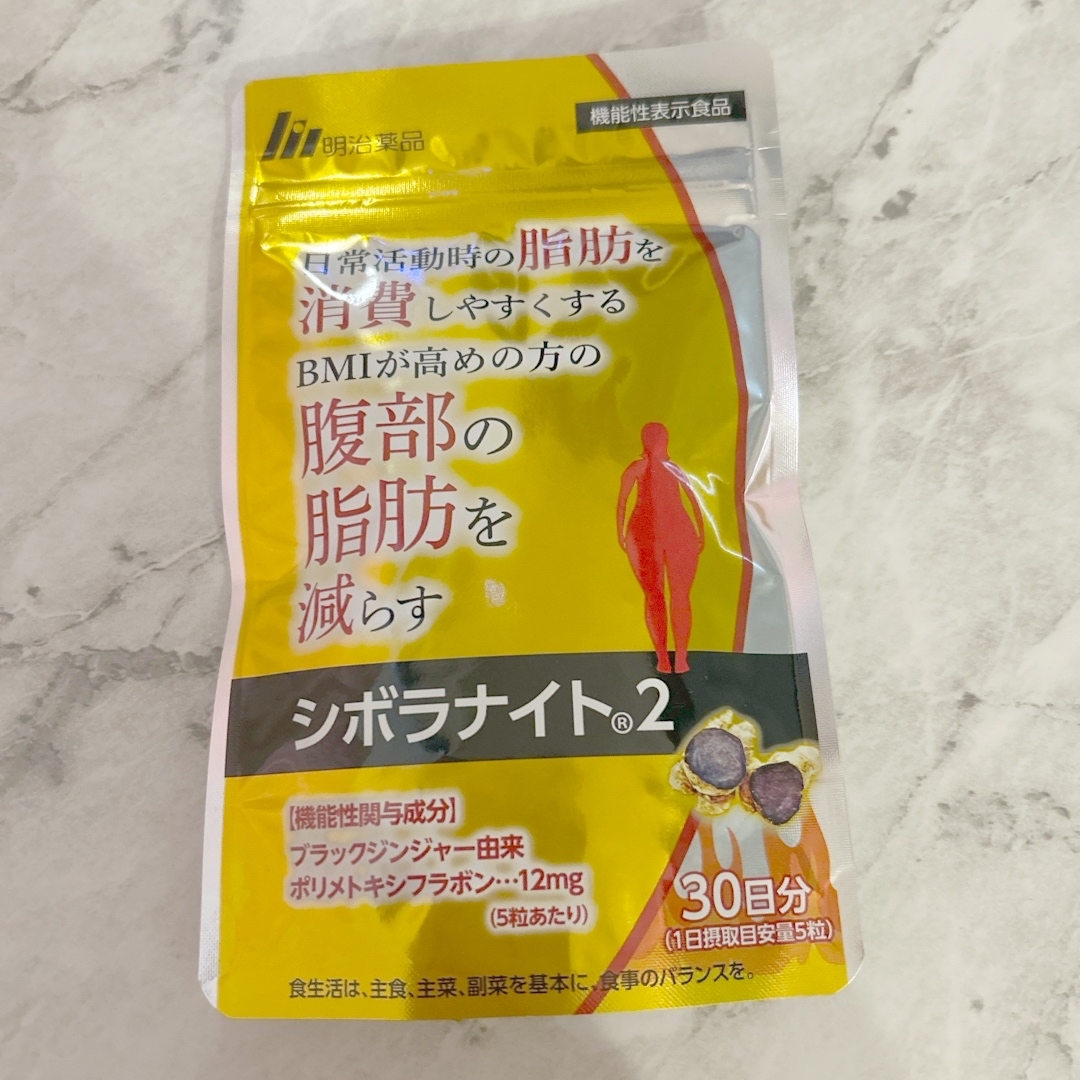 機能性表示食品
明治薬品
日常活動時の脂肪を
消費しやすくする
BMIが高めの方の
腹部の
脂肪を
減らす
シボラナイト®2
【機能性関与成分】
ブラックジンジャー由来
ポリメトキシフラボン…12mg
(5粒あたり)
30日分
(1日摂取目安量5粒)
食生活は、主食、主菜、副菜を基本に、食事のバランスを。